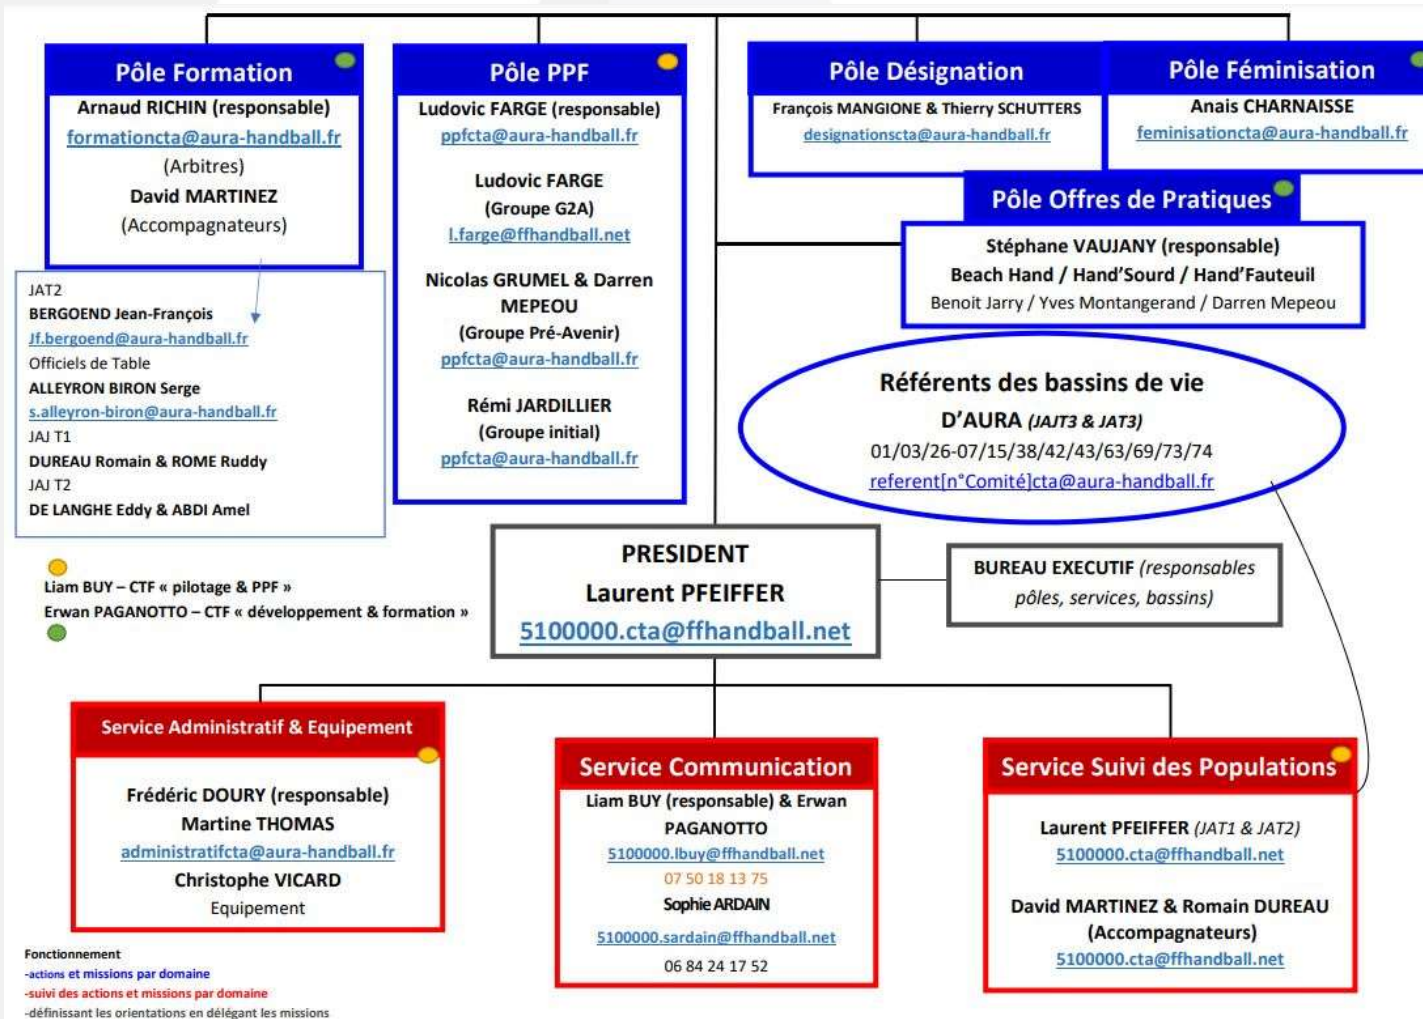 Pôle Formation
Arnaud RICHIN (responsable)
formationcta@aura-handball.fr
(Arbitres)
David MARTINEZ
(Accompagnateurs)
JAT2
BERGOEND Jean-François
Jf.bergoend@aura-handball.fr
Officiels de Table
ALLEYRON BIRON Serge
s.alleyron-biron@aura-handball.fr
JAJ T1
DUREAU Romain & ROME Ruddy
JAJ T2
DE LANGHE Eddy & ABDI Amel
Pôle PPF
Ludovic FARGE (responsable)
ppfcta@aura-handball.fr
Ludovic FARGE
(Groupe G2A)
l.farge@ffhandball.net
Nicolas GRUMEL & Darren
MEPEOU
(Groupe Pré-Avenir)
ppfcta@aura-handball.fr
Rémi JARDILLIER
(Groupe initial)
ppfcta@aura-handball.fr
Pôle Désignation
François MANGIONE & Thierry SCHUTTERS
designationscta@aura-handball.fr
Pôle Féminisation
Anais CHARNAISSE
feminisationcta@aura-handball.fr
Pôle Offres de Pratiques
Stéphane VAUJANY (responsable)
Beach Hand / Hand'Sourd / Hand'Fauteuil
Benoit Jarry / Yves Montangerand / Darren Mepeou
Référents des bassins de vie
D'AURA (JAJT3 & JAT3)
01/03/26-07/15/38/42/43/63/69/73/74
referent[n°Comité]cta@aura-handball.fr
Liam BUY – CTF « pilotage & PPF »
Erwan PAGANOTTO – CTF « développement & formation »
PRESIDENT
Laurent PFEIFFER
5100000.cta@ffhandball.net
BUREAU EXECUTIF (responsables
pôles, services, bassins)
Service Administratif & Equipement
Frédéric DOURY (responsable)
Martine THOMAS
administratifcta@aura-handball.fr
Christophe VICARD
Equipement
Service Communication
Liam BUY (responsable) & Erwan
PAGANOTTO
5100000.lbuy@ffhandball.net
07 50 18 13 75
Sophie ARDAIN
5100000.sardain@ffhandball.net
06 84 24 17 52
Service Suivi des Populations
Laurent PFEIFFER (JAT1 & JAT2)
5100000.cta@ffhandball.net
David MARTINEZ & Romain DUREAU
(Accompagnateurs)
5100000.cta@ffhandball.net
Fonctionnement
-actions et missions par domaine
-suivi des actions et missions par domaine
-définissant les orientations en délégant les missions